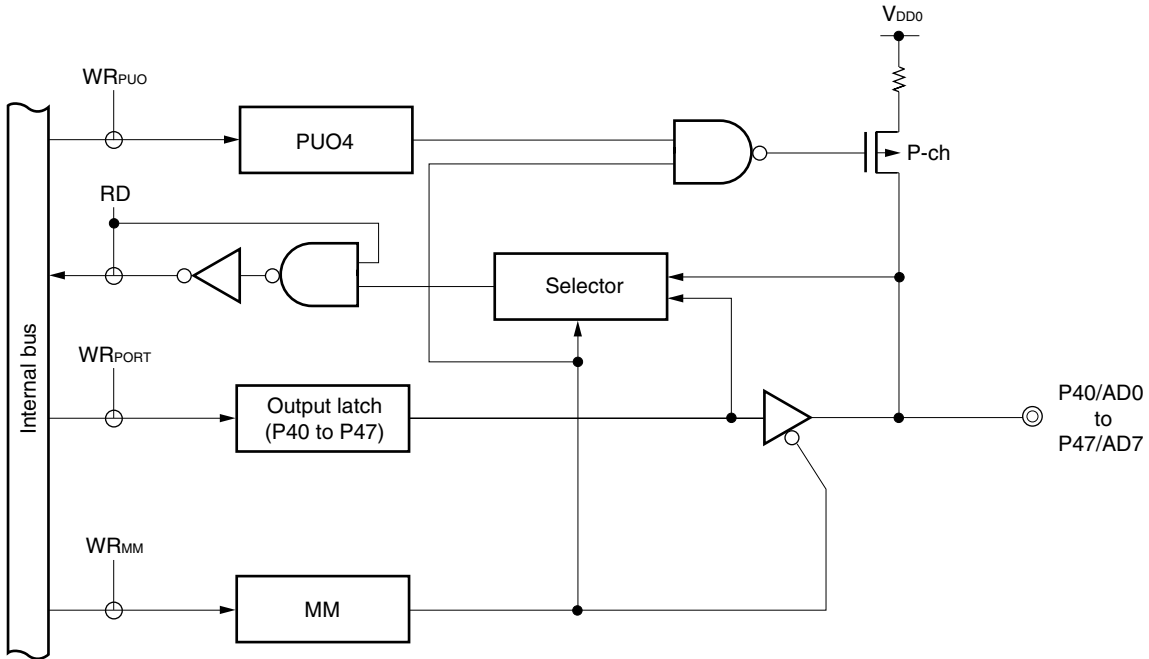 VDD0
WRPUO
PUO4
P-ch
RD
Selector
Internal bus
WRPORT
Output latch
(P40 to P47)
P40/AD0
to
P47/AD7
WRMM
MM